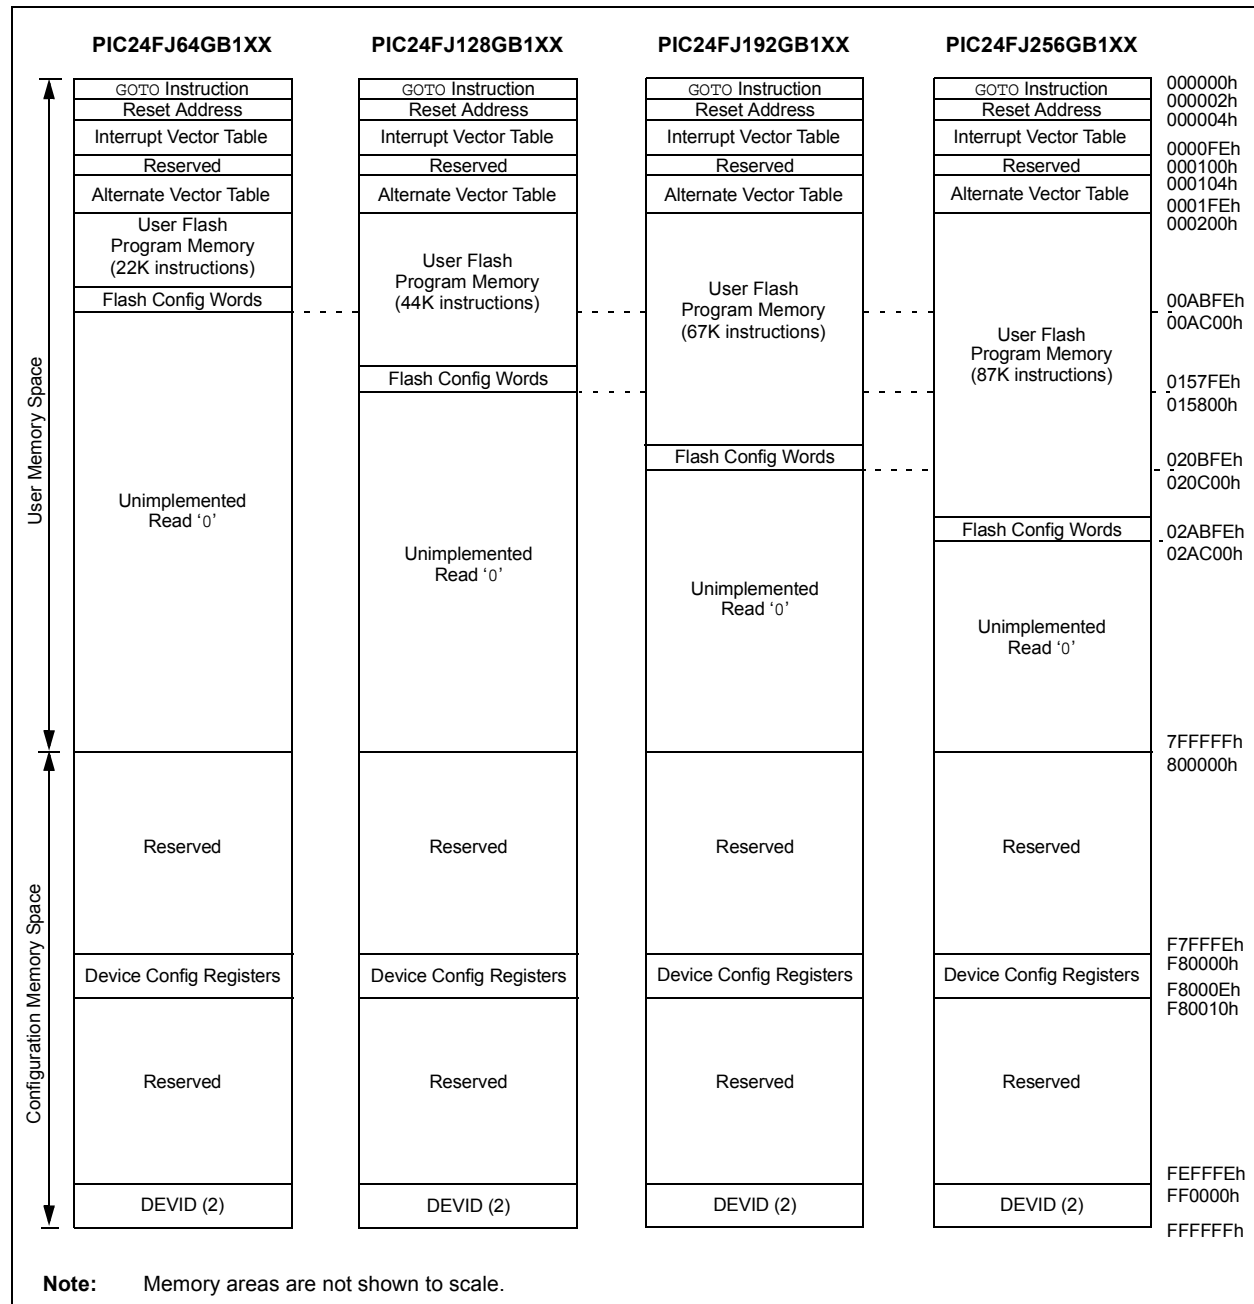 PIC24FJ64GB1XX PIC24FJ128GB1XX PIC24FJ192GB1XX PIC24FJ256GB1XX
GOTO Instruction GOTO Instruction GOTO Instruction GOTO Instruction 000000h
Reset Address Reset Address Reset Address Reset Address 000002h
000004h
Interrupt Vector Table Interrupt Vector Table Interrupt Vector Table Interrupt Vector Table
0000FEh
Reserved Reserved Reserved Reserved 000100h
000104h
Alternate Vector Table Alternate Vector Table Alternate Vector Table Alternate Vector Table
0001FEh
000200h
User Flash
Program Memory
(22K instructions)
User Flash
Program Memory
(44K instructions)
User Flash
Program Memory
(67K instructions)
User Flash
Program Memory
(87K instructions)
Flash Config Words 00ABFEh
00AC00h
Flash Config Words 0157FEh
015800h
Flash Config Words 020BFEh
020C00h
Flash Config Words 02ABFEh
02AC00h
User Memory Space
Unimplemented
Read ‘0’
Unimplemented
Read ‘0’
Unimplemented
Read ‘0’
Unimplemented
Read ‘0’
7FFFFFh
800000h
Configuration Memory Space
Reserved Reserved Reserved Reserved
F7FFFEh
F80000h
Device Config Registers Device Config Registers Device Config Registers Device Config Registers
F8000Eh
F80010h
Reserved Reserved Reserved Reserved
FEFFFEh
FF0000h
DEVID (2) DEVID (2) DEVID (2) DEVID (2)
FFFFFFh
Note: Memory areas are not shown to scale.